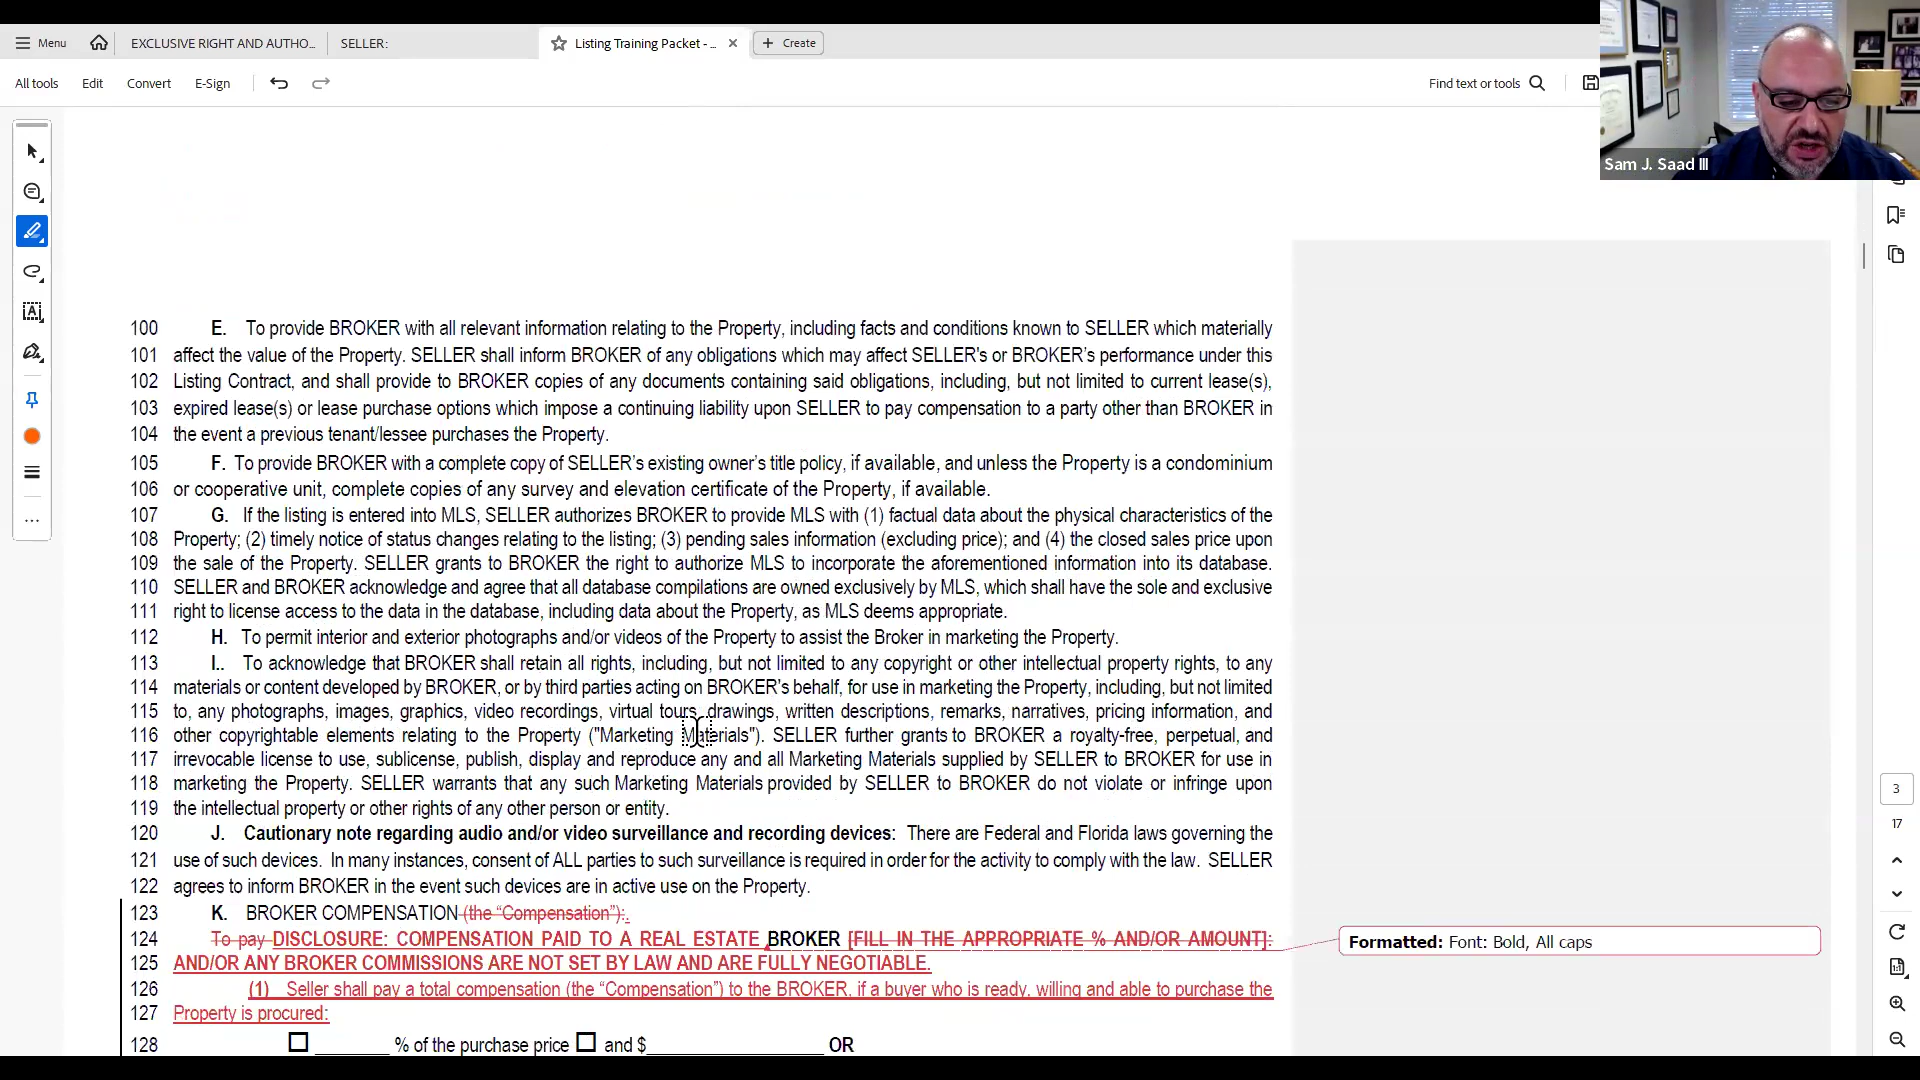 Menu
EXCLUSIVE RIGHT AND AUTHO...
SELLER:
Listing Training Packet - ...
Create
All tools
Edit
Convert
E-Sign
Find text or tools
Sam J. Saad III
100 E. To provide BROKER with all relevant information relating to the Property, including facts and conditions known to SELLER which materially
101 affect the value of the Property. SELLER shall inform BROKER of any obligations which may affect SELLER's or BROKER's performance under this
102 Listing Contract, and shall provide to BROKER copies of any documents containing said obligations, including, but not limited to current lease(s),
103 expired lease(s) or lease purchase options which impose a continuing liability upon SELLER to pay compensation to a party other than BROKER in
104 the event a previous tenant/lessee purchases the Property.
105 F. To provide BROKER with a complete copy of SELLER's existing owner's title policy, if available, and unless the Property is a condominium
106 or cooperative unit, complete copies of any survey and elevation certificate of the Property, if available.
107 G. If the listing is entered into MLS, SELLER authorizes BROKER to provide MLS with (1) factual data about the physical characteristics of the
108 Property; (2) timely notice of status changes relating to the listing; (3) pending sales information (excluding price); and (4) the closed sales price upon
109 the sale of the Property. SELLER grants to BROKER the right to authorize MLS to incorporate the aforementioned information into its database.
110 SELLER and BROKER acknowledge and agree that all database compilations are owned exclusively by MLS, which shall have the sole and exclusive
111 right to license access to the data in the database, including data about the Property, as MLS deems appropriate.
112 H. To permit interior and exterior photographs and/or videos of the Property to assist the Broker in marketing the Property.
113 I.. To acknowledge that BROKER shall retain all rights, including, but not limited to any copyright or other intellectual property rights, to any
114 materials or content developed by BROKER, or by third parties acting on BROKER's behalf, for use in marketing the Property, including, but not limited
115 to, any photographs, images, graphics, video recordings, virtual tours, drawings, written descriptions, remarks, narratives, pricing information, and
116 other copyrightable elements relating to the Property ("Marketing Materials"). SELLER further grants to BROKER a royalty-free, perpetual, and
117 irrevocable license to use, sublicense, publish, display and reproduce any and all Marketing Materials supplied by SELLER to BROKER for use in
118 marketing the Property. SELLER warrants that any such Marketing Materials provided by SELLER to BROKER do not violate or infringe upon
119 the intellectual property or other rights of any other person or entity.
120 J. Cautionary note regarding audio and/or video surveillance and recording devices: There are Federal and Florida laws governing the
121 use of such devices. In many instances, consent of ALL parties to such surveillance is required in order for the activity to comply with the law. SELLER
122 agrees to inform BROKER in the event such devices are in active use on the Property.
123 K. BROKER COMPENSATION (the "Compensation"):.
124 To pay DISCLOSURE: COMPENSATION PAID TO A REAL ESTATE BROKER [FILL IN THE APPROPRIATE % AND/OR AMOUNT]:
125 AND/OR ANY BROKER COMMISSIONS ARE NOT SET BY LAW AND ARE FULLY NEGOTIABLE.
126 (1) Seller shall pay a total compensation (the "Compensation") to the BROKER, if a buyer who is ready, willing and able to purchase the
127 Property is procured:
128 ________ % of the purchase price and $___________________ OR
Formatted: Font: Bold, All caps
3
17